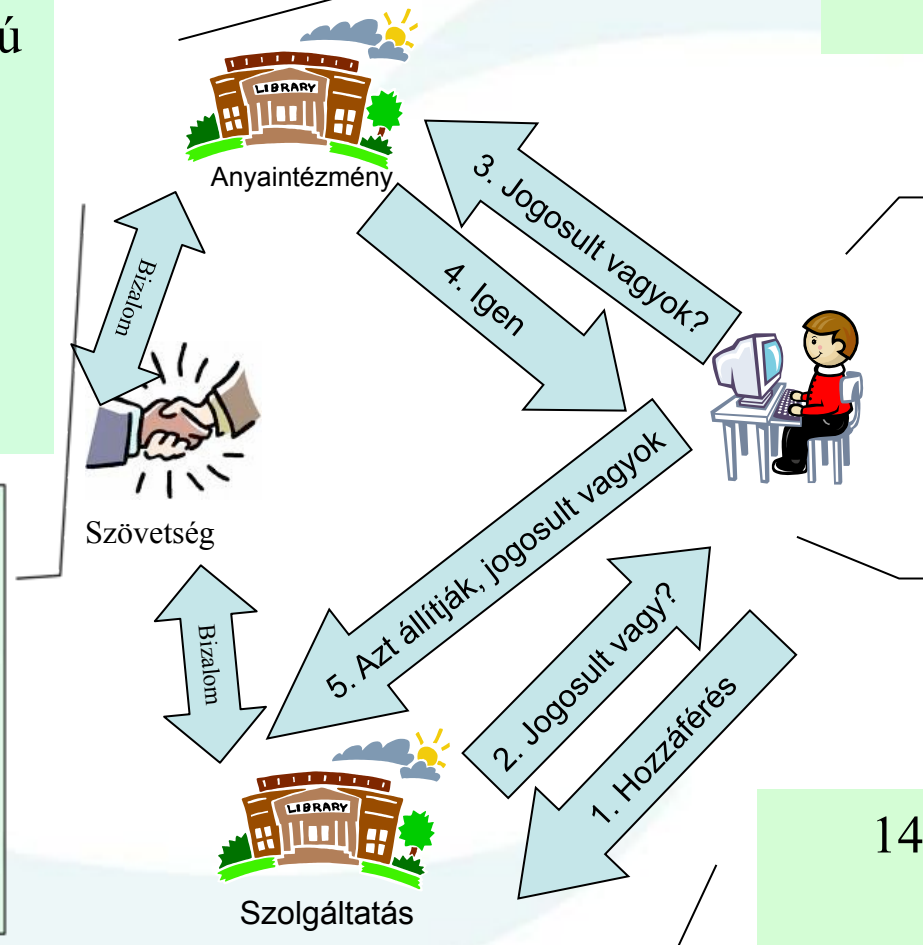 ú
LIBRARY
Anyaintézmény
3. Jogosult vagyok?
4. Igen
Bizalom
Szövetség
5. Azt állítják, jogosult vagyok
Bizalom
2. Jogosult vagy?
1. Hozzáférés
LIBRARY
Szolgáltatás
14